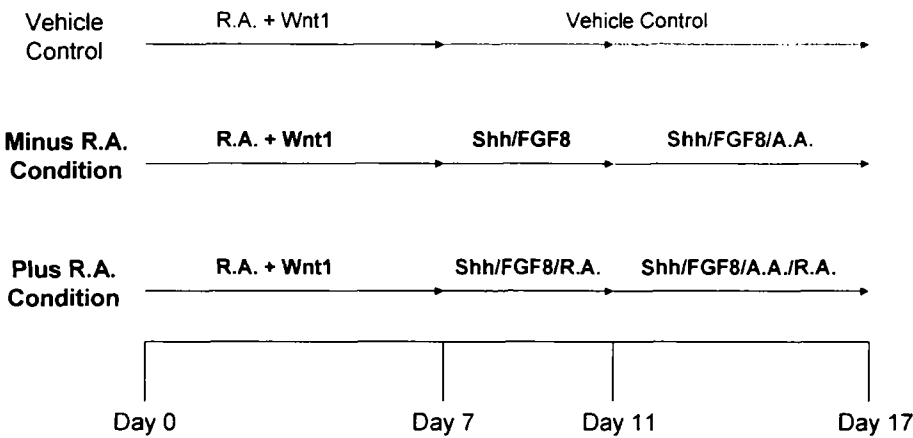 Vehicle
Control
R.A. + Wnt1
Vehicle Control
Minus R.A.
Condition
R.A. + Wnt1
Shh/FGF8
Shh/FGF8/A.A.
Plus R.A.
Condition
R.A. + Wnt1
Shh/FGF8/R.A.
Shh/FGF8/A.A./R.A.
Day 0
Day 7
Day 11
Day 17